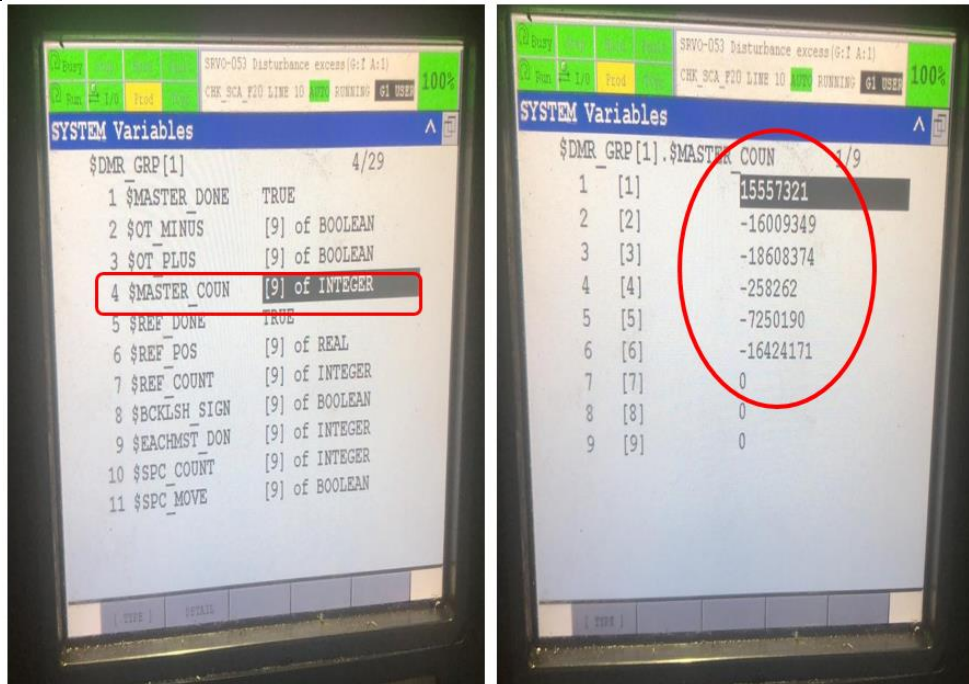 Busy
SRVO-053 Disturbance excess(G:1 A:1)
Run I/O Prod
CHK_SCA_F20 LINE 10 AUTO RUNNING G1 USER
100%
SYSTEM Variables
$DMR_GRP[1] 4/29
1 $MASTER_DONE TRUE
2 $OT_MINUS [9] of BOOLEAN
3 $OT_PLUS [9] of BOOLEAN
4 $MASTER_COUN [9] of INTEGER
5 $REF_DONE TRUE
6 $REF_POS [9] of REAL
7 $REF_COUNT [9] of INTEGER
8 $BCKLSH_SIGN [9] of BOOLEAN
9 $EACHMST_DON [9] of INTEGER
10 $SPC_COUNT [9] of INTEGER
11 $SPC_MOVE [9] of BOOLEAN
[ TYPE ] DETAIL
Busy
SRVO-053 Disturbance excess(G:1 A:1)
Run I/O Prod
CHK_SCA_F20 LINE 10 AUTO RUNNING G1 USER
100%
SYSTEM Variables
$DMR_GRP[1].$MASTER_COUN 1/9
1 [1] 15557321
2 [2] -16009349
3 [3] -18608374
4 [4] -258262
5 [5] -7250190
6 [6] -16424171
7 [7] 0
8 [8] 0
9 [9] 0
[ TYPE ]